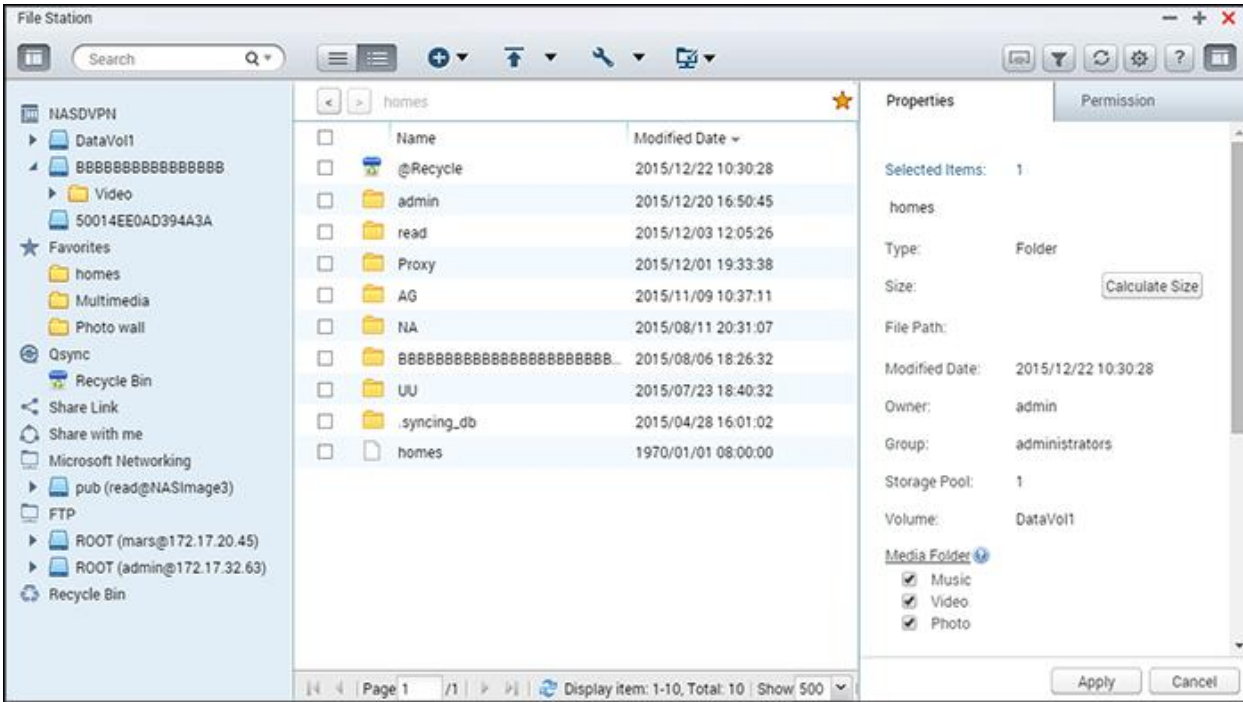 File Station
Search
NASDVPN
DataVol1
BBBBBBBBBBBBBBBBB
Video
50014EE0AD394A3A
Favorites
homes
Multimedia
Photo wall
Qsync
Recycle Bin
Share Link
Share with me
Microsoft Networking
pub (read@NASImage3)
FTP
ROOT (mars@172.17.20.45)
ROOT (admin@172.17.32.63)
Recycle Bin
homes
Name Modified Date
@Recycle 2015/12/22 10:30:28
admin 2015/12/20 16:50:45
read 2015/12/03 12:05:26
Proxy 2015/12/01 19:33:38
AG 2015/11/09 10:37:11
NA 2015/08/11 20:31:07
BBBBBBBBBBBBBBBBBBBBBBBB... 2015/08/06 18:26:32
UU 2015/07/23 18:40:32
.syncing_db 2015/04/28 16:01:02
homes 1970/01/01 08:00:00
Page 1 /1 Display item: 1-10, Total: 10 Show 500
Properties Permission
Selected Items: 1
homes
Type: Folder
Size: Calculate Size
File Path:
Modified Date: 2015/12/22 10:30:28
Owner: admin
Group: administrators
Storage Pool: 1
Volume: DataVol1
Media Folder
Music
Video
Photo
Apply Cancel